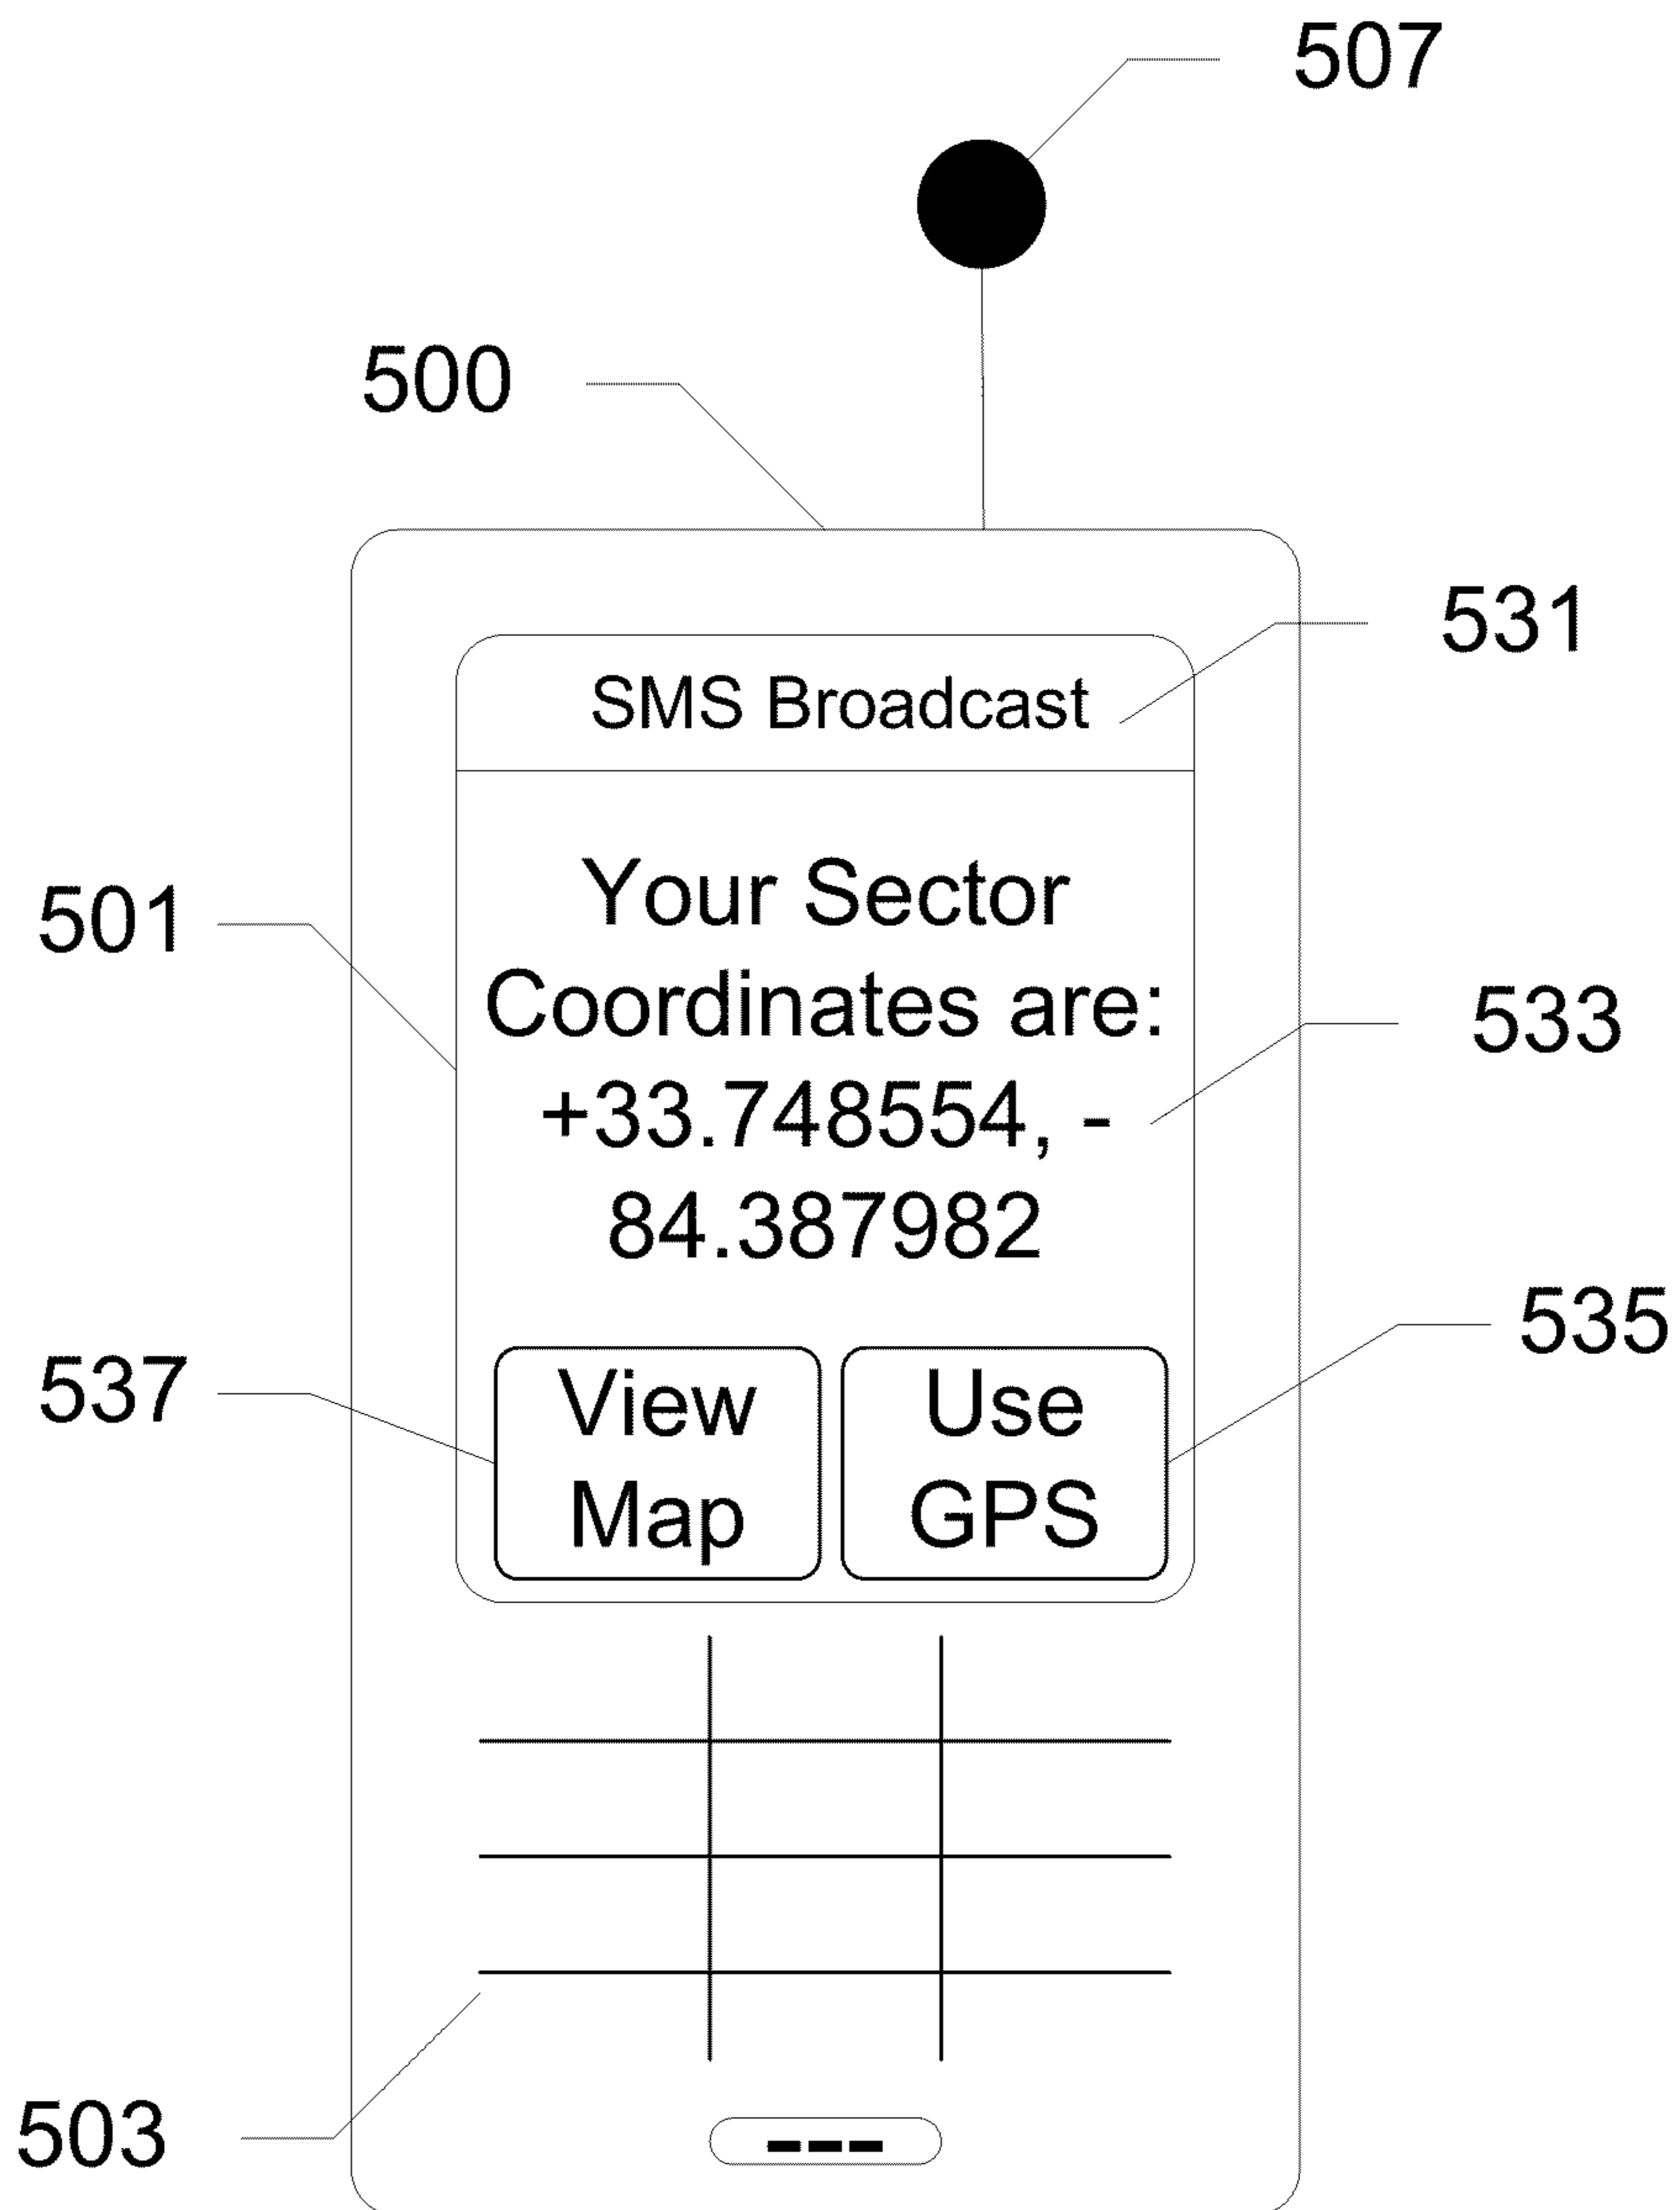 507
500
531
SMS Broadcast
501
Your Sector
Coordinates are:
533
+33.748554, -
84.387982
535
537
View
Map
Use
GPS
503
---